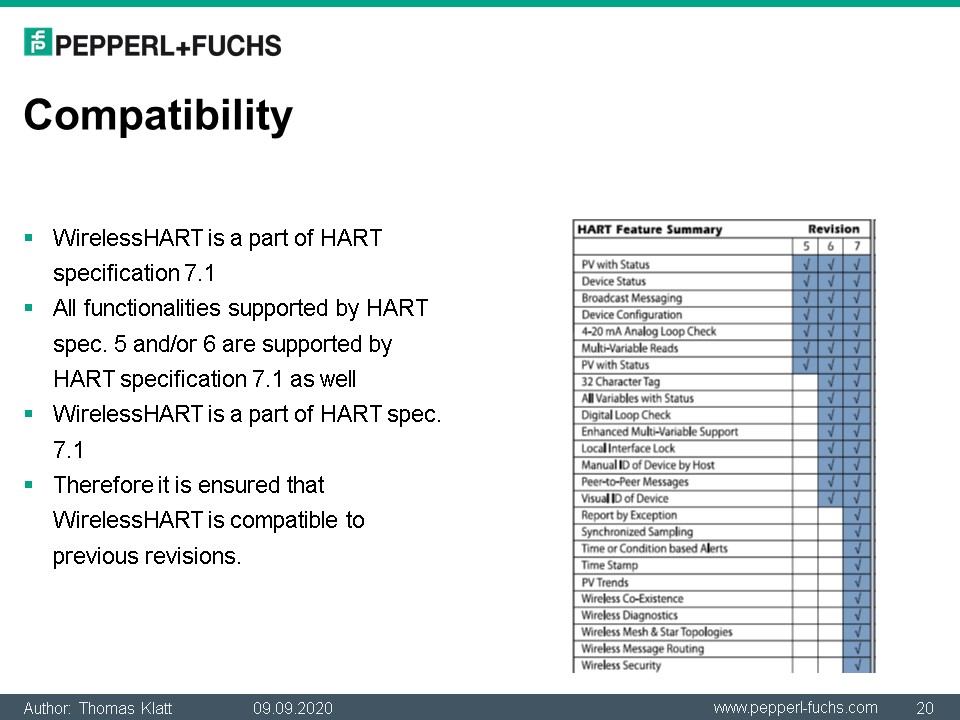 PEPPERL+FUCHS
Compatibility
WirelessHART is a part of HART
specification 7.1
All functionalities supported by HART
spec. 5 and/or 6 are supported by
HART specification 7.1 as well
WirelessHART is a part of HART spec.
7.1
Therefore it is ensured that
WirelessHART is compatible to
previous revisions.
HART Feature Summary Revision
5 6 7
PV with Status √ √ √
Device Status √ √ √
Broadcast Messaging √ √ √
Device Configuration √ √ √
4-20 mA Analog Loop Check √ √ √
Multi-Variable Reads √ √ √
PV with Status √ √ √
32 Character Tag √ √
All Variables with Status √ √
Digital Loop Check √ √
Enhanced Multi-Variable Support √ √
Local Interface Lock √ √
Manual ID of Device by Host √ √
Peer-to-Peer Messages √ √
Visual ID of Device √ √
Report by Exception √
Synchronized Sampling √
Time or Condition based Alerts √
Time Stamp √
PV Trends √
Wireless Co-Existence √
Wireless Diagnostics √
Wireless Mesh & Star Topologies √
Wireless Message Routing √
Wireless Security √
Author: Thomas Klatt 09.09.2020 www.pepperl-fuchs.com 20